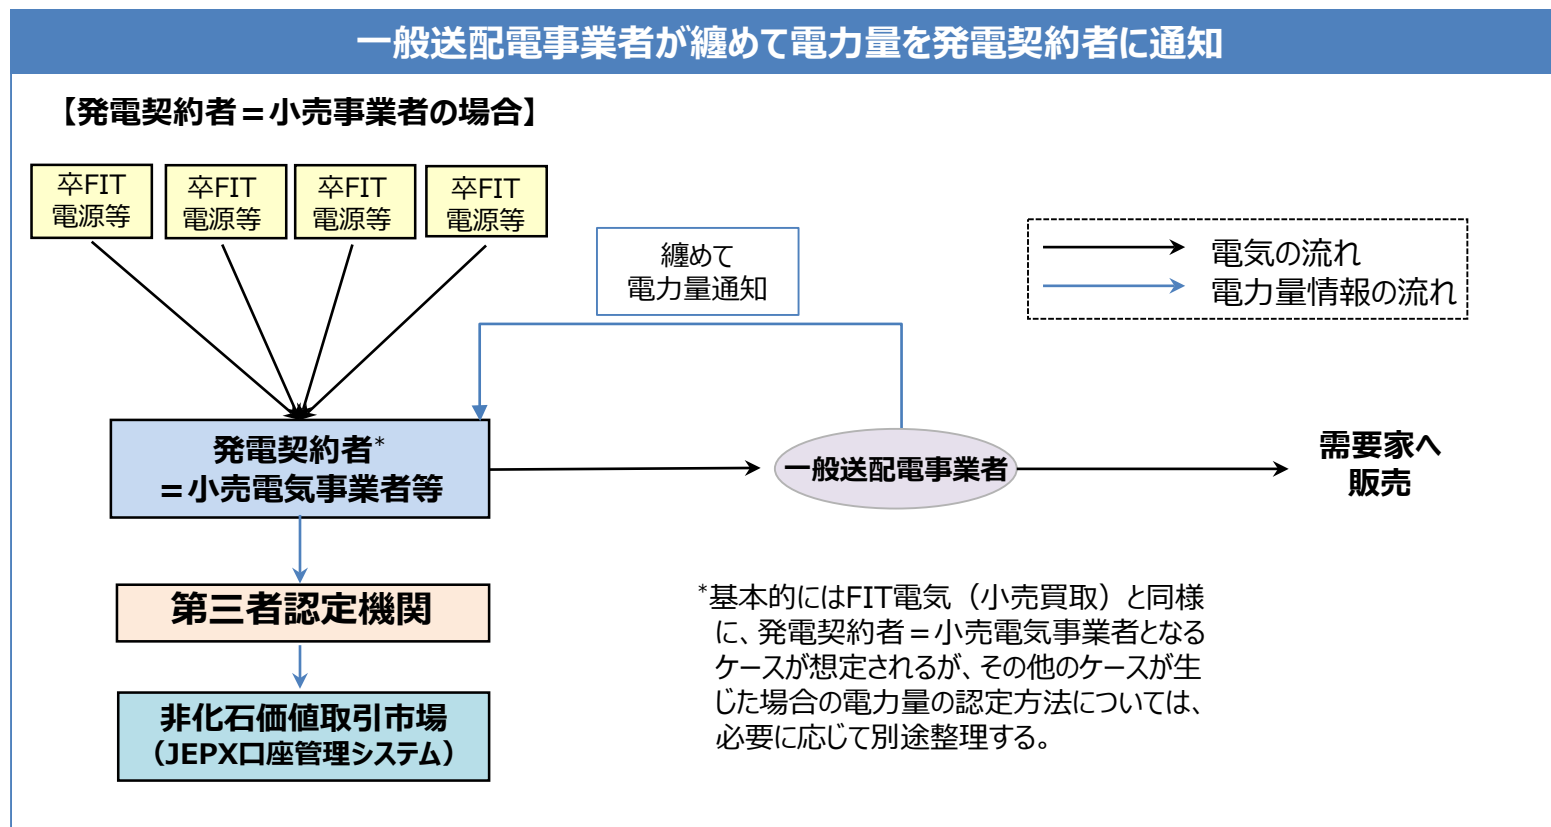 一般送配電事業者が纏めて電力量を発電契約者に通知
【発電契約者＝小売事業者の場合】
卒FIT
電源等
卒FIT
電源等
卒FIT
電源等
卒FIT
電源等
纏めて
電力量通知
電気の流れ
電力量情報の流れ
発電契約者*
＝小売電気事業者等
一般送配電事業者
需要家へ
販売
第三者認定機関
非化石価値取引市場
（JEPX口座管理システム）
*基本的にはFIT電気（小売買取）と同様
に、発電契約者＝小売電気事業者となる
ケースが想定されるが、その他のケースが生
じた場合の電力量の認定方法については、
必要に応じて別途整理する。